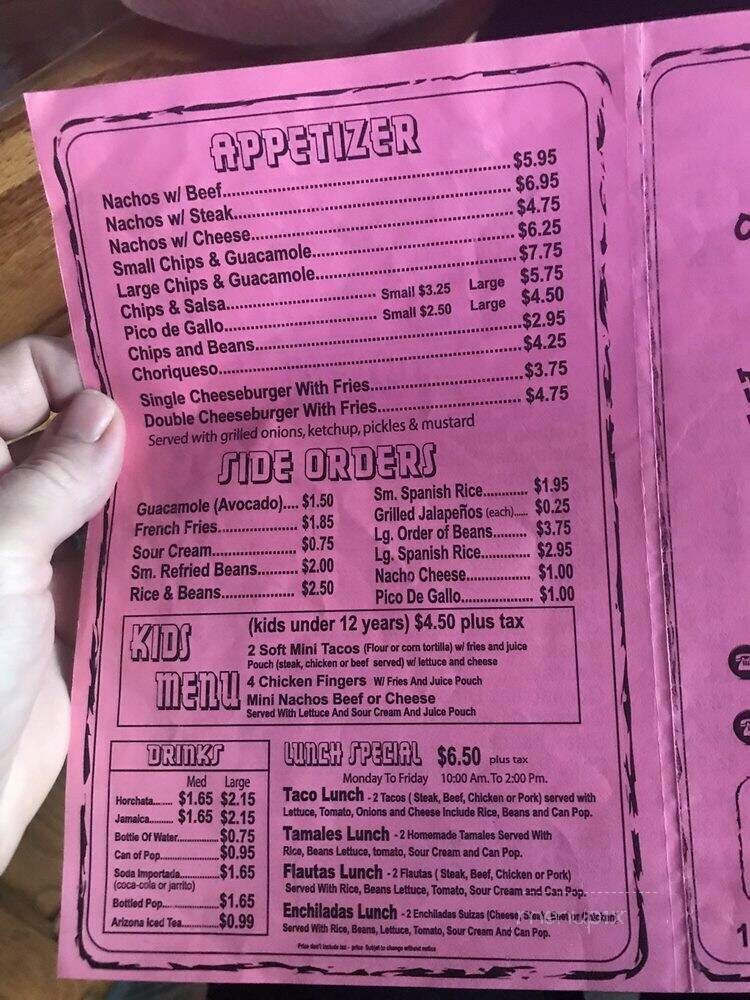 APPETIZER
Nachos w/ Beef..................$5.95
Nachos w/ Steak..................$6.95
Nachos w/ Cheese..................$4.75
Small Chips & Guacamole..................$6.25
Large Chips & Guacamole..................$7.75
Chips & Salsa.................. Small $3.25 Large $5.75
Pico de Gallo.................. Small $2.50 Large $4.50
Chips and Beans..................$2.95
Choriqueso..................$4.25
Single Cheeseburger With Fries..................$3.75
Double Cheeseburger With Fries..................$4.75
Served with grilled onions, ketchup, pickles & mustard
SIDE ORDERS
Guacamole (Avocado).... $1.50
French Fries.................. $1.85
Sour Cream.................. $0.75
Sm. Refried Beans.......... $2.00
Rice & Beans.................. $2.50
Sm. Spanish Rice............ $1.95
Grilled Jalapeños (each)..... $0.25
Lg. Order of Beans......... $3.75
Lg. Spanish Rice............ $2.95
Nacho Cheese............... $1.00
Pico De Gallo.................. $1.00
KIDS MENU
(kids under 12 years) $4.50 plus tax
2 Soft Mini Tacos (Flour or corn tortilla) w/ fries and juice
Pouch (steak, chicken or beef served) w/ lettuce and cheese
4 Chicken Fingers W/ Fries And Juice Pouch
Mini Nachos Beef or Cheese
Served With Lettuce And Sour Cream And Juice Pouch
DRINKS
Med Large
Horchata....... $1.65 $2.15
Jamaica......... $1.65 $2.15
Bottle Of Water..............$0.75
Can of Pop..................$0.95
Soda Importada..............$1.65
(coca-cola or jarrito)
Bottled Pop..................$1.65
Arizona Iced Tea............$0.99
LUNCH SPECIAL $6.50 plus tax
Monday To Friday 10:00 Am. To 2:00 Pm.
Taco Lunch - 2 Tacos ( Steak, Beef, Chicken or Pork) served with
Lettuce, Tomato, Onions and Cheese Include Rice, Beans and Can Pop.
Tamales Lunch - 2 Homemade Tamales Served With
Rice, Beans Lettuce, tomato, Sour Cream and Can Pop.
Flautas Lunch - 2 Flautas ( Steak, Beef, Chicken or Pork)
Served With Rice, Beans Lettuce, Tomato, Sour Cream and Can Pop.
Enchiladas Lunch - 2 Enchiladas Suizas (Cheese, Steak, Beef or Chicken)
Served With Rice, Beans, Lettuce, Tomato, Sour Cream And Can Pop.
Price don't include tax - price Subjet to change without notice